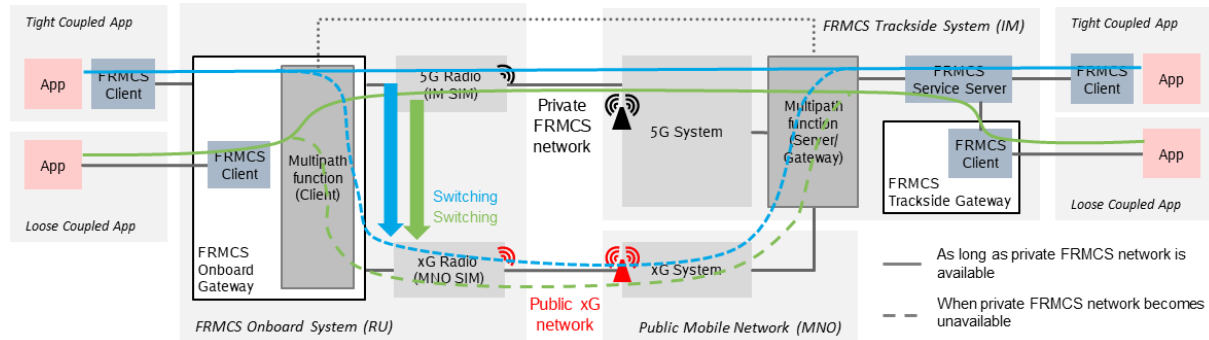 Tight Coupled App
App
FRMCS
Client
App
FRMCS
Client
Loose Coupled App
Multipath
function
(Client)
FRMCS
Onboard
Gateway
FRMCS Onboard System (RU)
5G Radio
(IM SIM)
Switching
Switching
xG Radio
(MNO SIM)
Private
FRMCS
network
Public xG
network
FRMCS Trackside System (IM)
5G System
Multipath
function
(Server/
Gateway)
FRMCS
Service Server
FRMCS
Client
FRMCS
Trackside Gateway
xG System
Public Mobile Network (MNO)
Tight Coupled App
FRMCS
Client
App
App
Loose Coupled App
As long as private FRMCS network is
available
When private FRMCS network becomes
unavailable